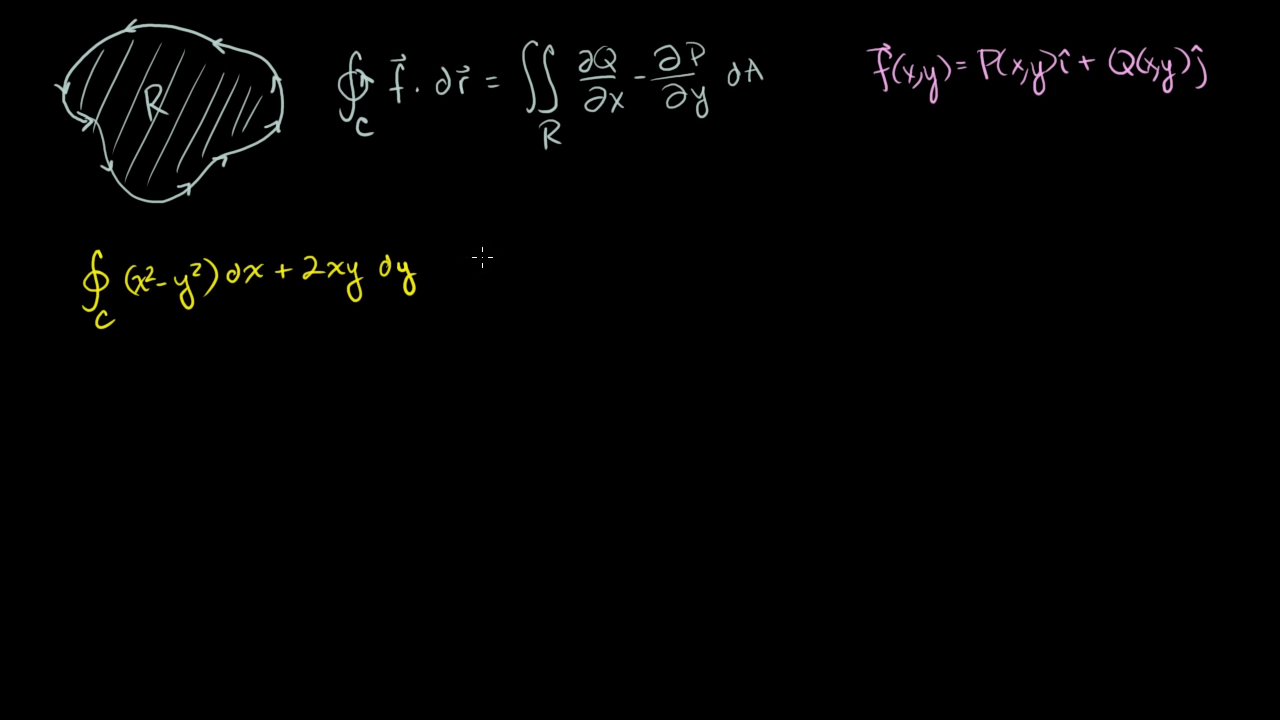 R ∮_C f⃗ · dr⃗ = ∬_R ∂Q/∂x - ∂P/∂y dA f⃗(x,y) = P(x,y)î + Q(x,y)ĵ
∮_C (x² - y²) dx + 2xy dy